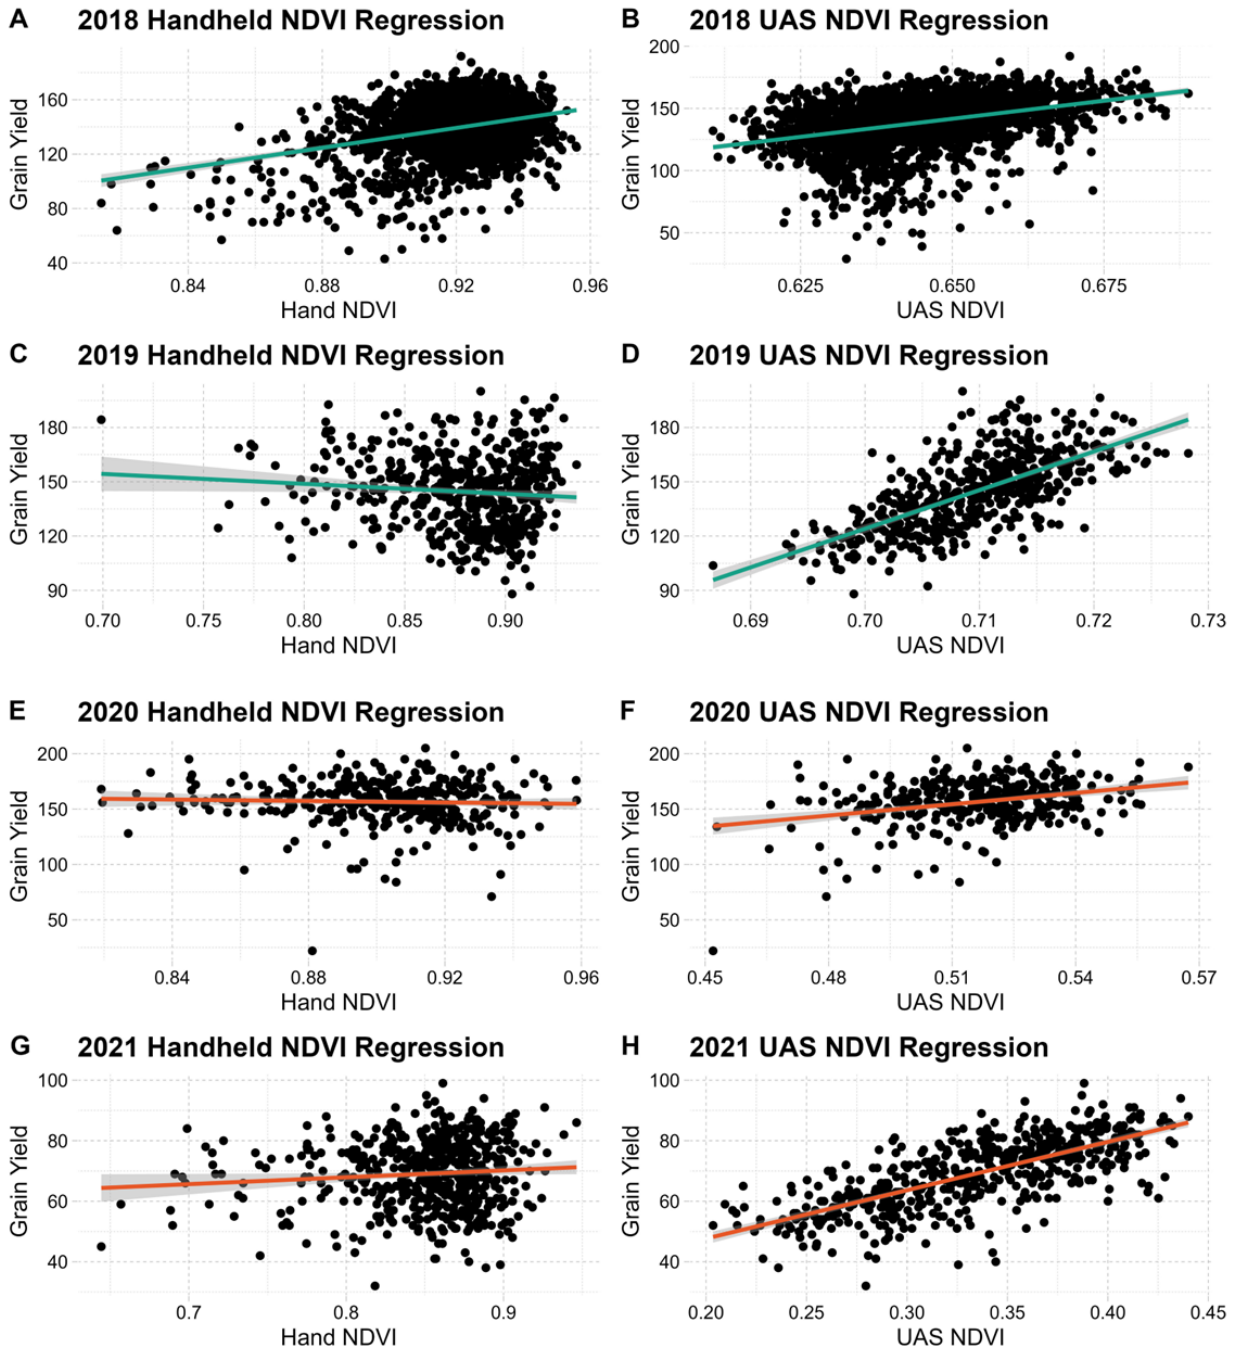 A 2018 Handheld NDVI Regression
Grain Yield
160
120
80
40
0.84 0.88 0.92 0.96
Hand NDVI
B 2018 UAS NDVI Regression
Grain Yield
200
150
100
50
0.625 0.650 0.675
UAS NDVI
C 2019 Handheld NDVI Regression
Grain Yield
180
150
120
90
0.70 0.75 0.80 0.85 0.90
Hand NDVI
D 2019 UAS NDVI Regression
Grain Yield
180
150
120
90
0.69 0.70 0.71 0.72 0.73
UAS NDVI
E 2020 Handheld NDVI Regression
Grain Yield
200
150
100
50
0.84 0.88 0.92 0.96
Hand NDVI
F 2020 UAS NDVI Regression
Grain Yield
200
150
100
50
0.45 0.48 0.51 0.54 0.57
UAS NDVI
G 2021 Handheld NDVI Regression
Grain Yield
100
80
60
40
0.7 0.8 0.9
Hand NDVI
H 2021 UAS NDVI Regression
Grain Yield
100
80
60
40
0.20 0.25 0.30 0.35 0.40 0.45
UAS NDVI